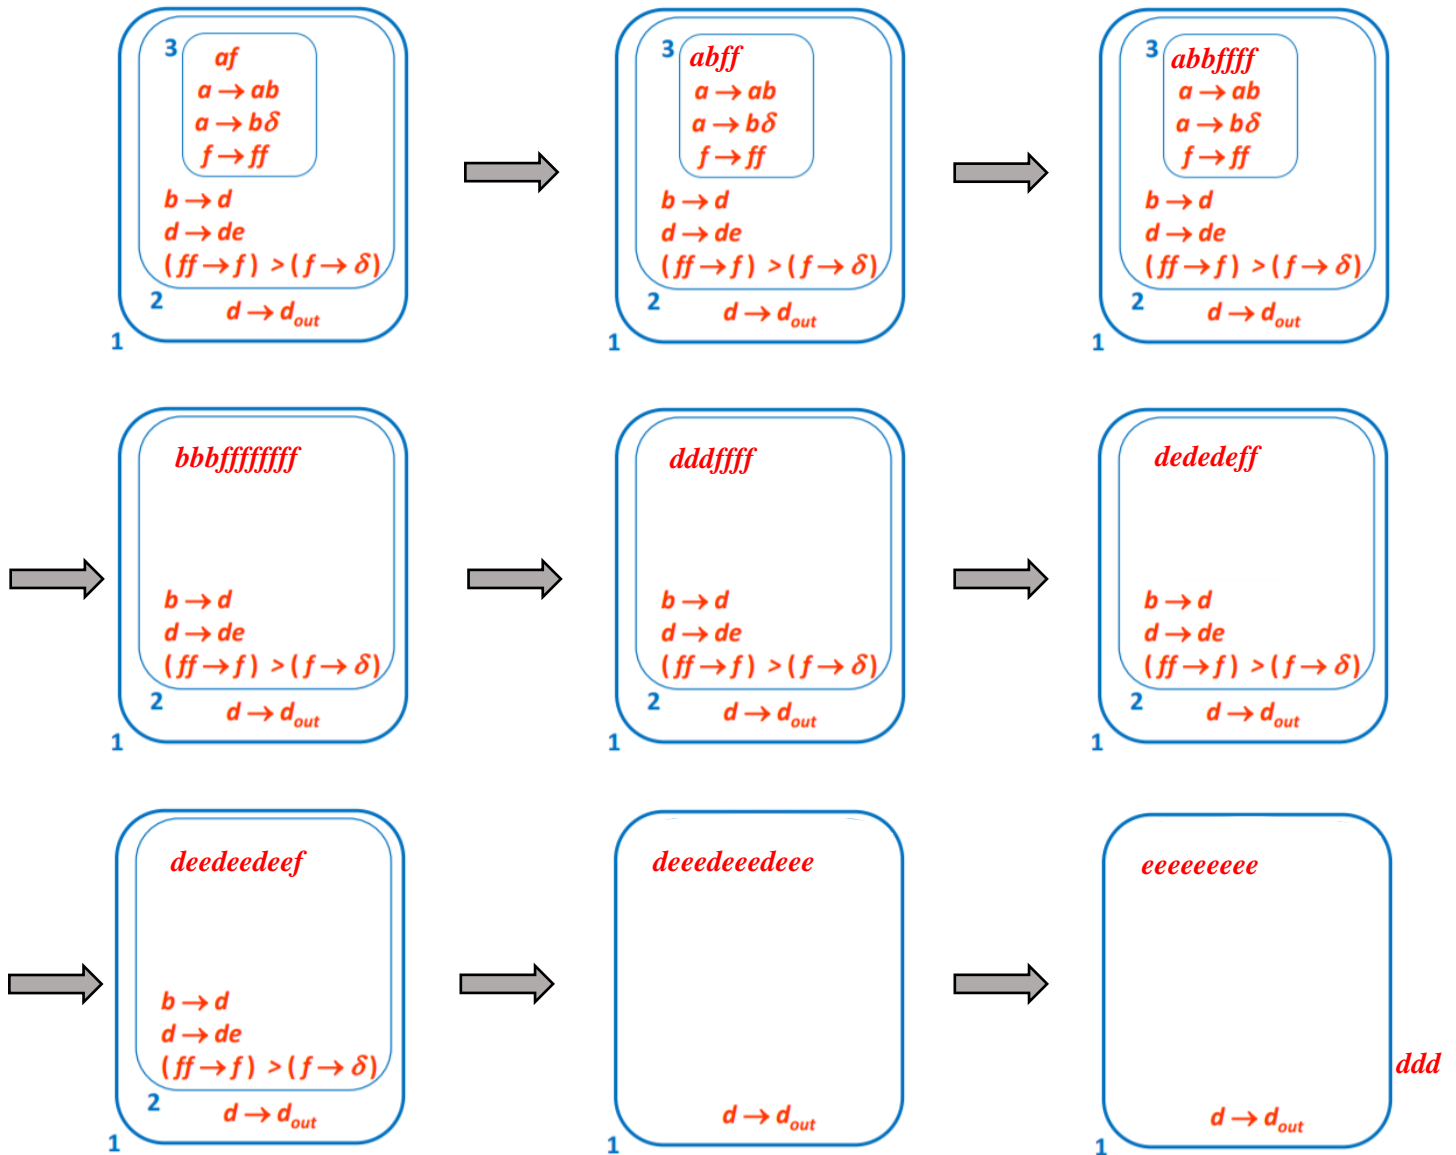 3
af
a → ab
a → bδ
f → ff
b → d
d → de
( ff → f ) > ( f → δ )
2
d → d_out
1
3
abff
a → ab
a → bδ
f → ff
b → d
d → de
( ff → f ) > ( f → δ )
2
d → d_out
1
3
abbffff
a → ab
a → bδ
f → ff
b → d
d → de
( ff → f ) > ( f → δ )
2
d → d_out
1
bbbffffffff
b → d
d → de
( ff → f ) > ( f → δ )
2
d → d_out
1
dddffff
b → d
d → de
( ff → f ) > ( f → δ )
2
d → d_out
1
dededeff
b → d
d → de
( ff → f ) > ( f → δ )
2
d → d_out
1
deedeedeef
b → d
d → de
( ff → f ) > ( f → δ )
2
d → d_out
1
deeedeeedeee
d → d_out
1
eeeeeeeee
ddd
d → d_out
1